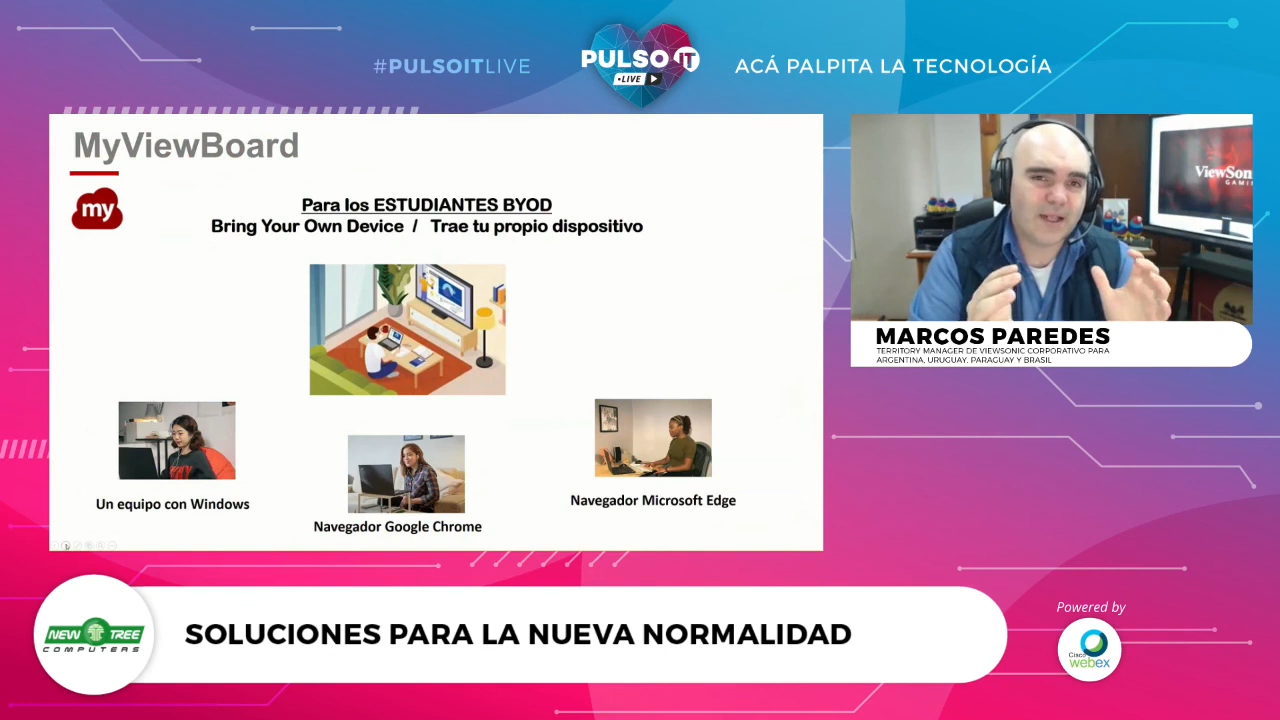 #PULSOITLIVE
PULSO IT
LIVE
ACÁ PALPITA LA TECNOLOGÍA
MyViewBoard
my
Para los ESTUDIANTES BYOD
Bring Your Own Device / Trae tu propio dispositivo
Un equipo con Windows
Navegador Google Chrome
Navegador Microsoft Edge
ViewSon
GAMI
MARCOS PAREDES
TERRITORY MANAGER DE VIEWSONIC CORPORATIVO PARA
ARGENTINA, URUGUAY, PARAGUAY Y BRASIL
NEW TREE
COMPUTERS
SOLUCIONES PARA LA NUEVA NORMALIDAD
Powered by
Cisco
webex